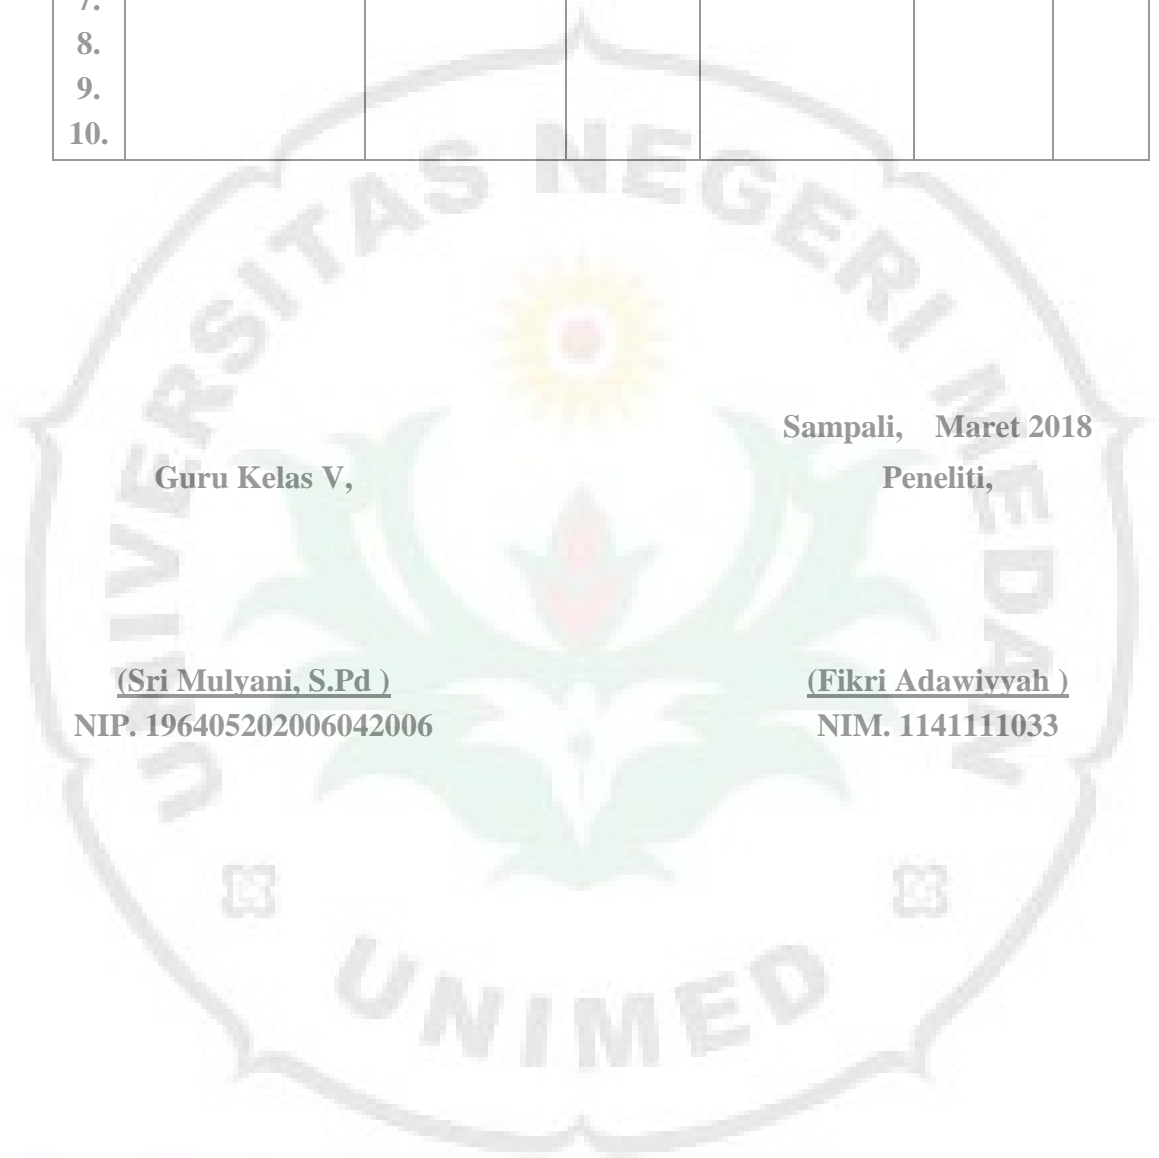 7.
8.
9.
10.
Sampali, Maret 2018
Guru Kelas V, Peneliti,
(Sri Mulyani, S.Pd ) (Fikri Adawiyyah )
NIP. 196405202006042006 NIM. 1141111033
UNIVERSITAS NEGERI MEDAN
UNIMED